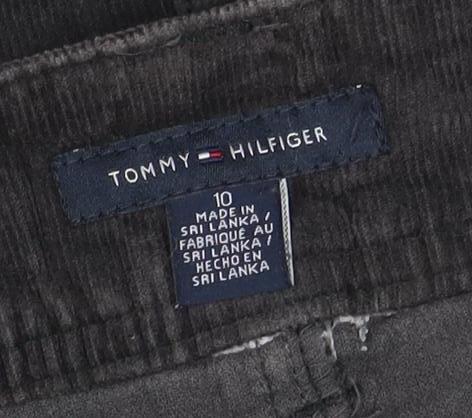 TOMMY HILFIGER
10
MADE IN
SRI LANKA /
FABRIQUÉ AU
SRI LANKA /
HECHO EN
SRI LANKA